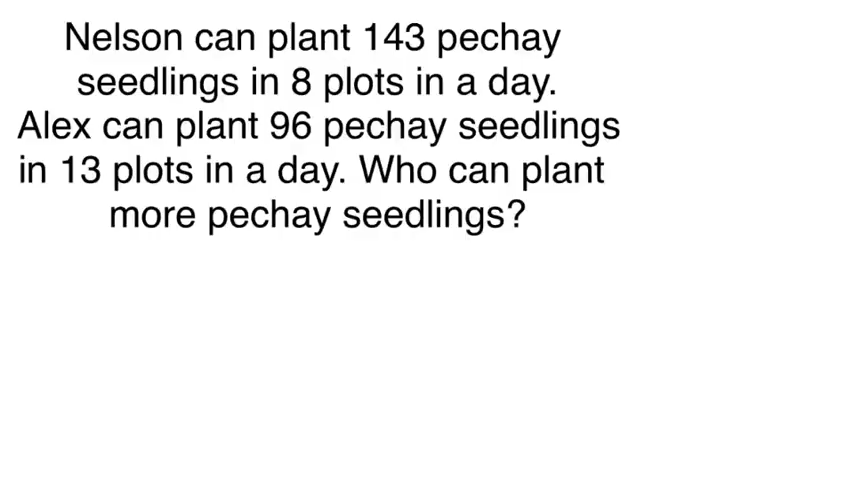 Nelson can plant 143 pechay
seedlings in 8 plots in a day.
Alex can plant 96 pechay seedlings
in 13 plots in a day. Who can plant
more pechay seedlings?